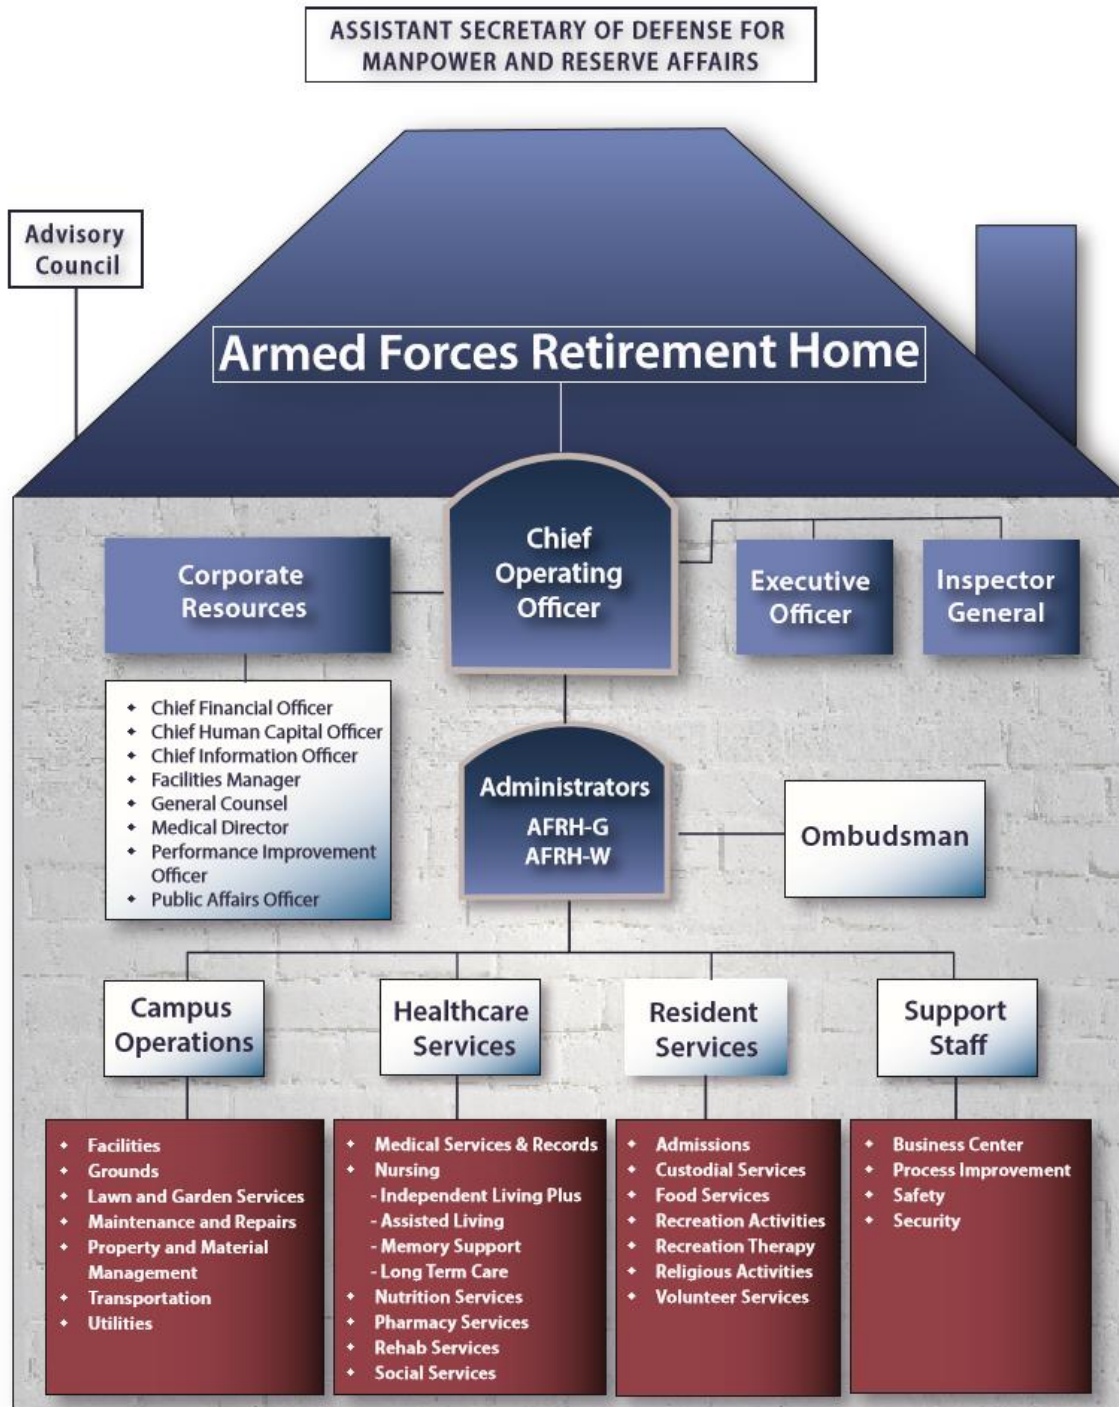 ASSISTANT SECRETARY OF DEFENSE FOR
MANPOWER AND RESERVE AFFAIRS
Advisory
Council
Armed Forces Retirement Home
Chief
Operating
Officer
Corporate
Resources
Executive
Officer
Inspector
General
Chief Financial Officer
Chief Human Capital Officer
Chief Information Officer
Facilities Manager
General Counsel
Medical Director
Performance Improvement
Officer
Public Affairs Officer
Administrators
AFRH-G
AFRH-W
Ombudsman
Campus
Operations
Healthcare
Services
Resident
Services
Support
Staff
Facilities
Grounds
Lawn and Garden Services
Maintenance and Repairs
Property and Material
Management
Transportation
Utilities
Medical Services & Records
Nursing
- Independent Living Plus
- Assisted Living
- Memory Support
- Long Term Care
Nutrition Services
Pharmacy Services
Rehab Services
Social Services
Admissions
Custodial Services
Food Services
Recreation Activities
Recreation Therapy
Religious Activities
Volunteer Services
Business Center
Process Improvement
Safety
Security